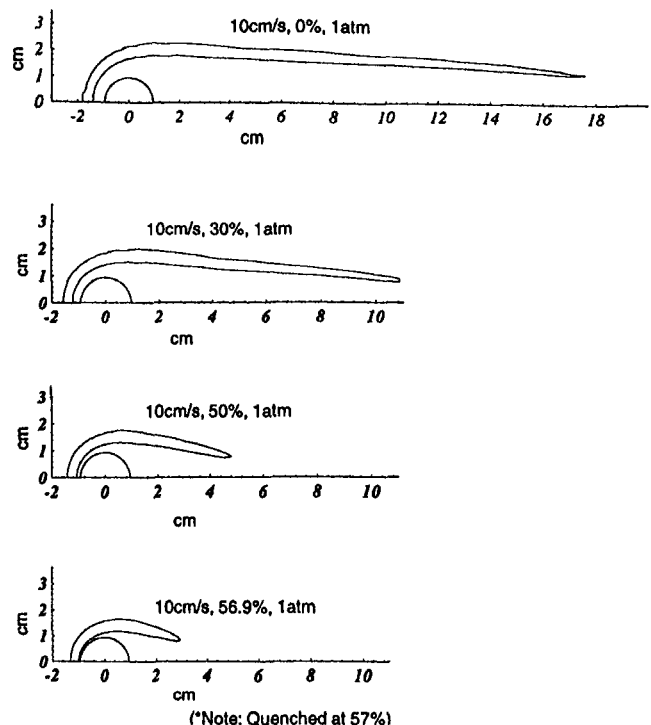 10cm/s, 0%, 1atm
3
2
1
0
cm
-2 0 2 4 6 8 10 12 14 16 18
cm
10cm/s, 30%, 1atm
3
2
1
0
cm
-2 0 2 4 6 8 10
cm
10cm/s, 50%, 1atm
3
2
1
0
cm
-2 0 2 4 6 8 10
cm
10cm/s, 56.9%, 1atm
3
2
1
0
cm
-2 0 2 4 6 8 10
cm
(*Note: Quenched at 57%)